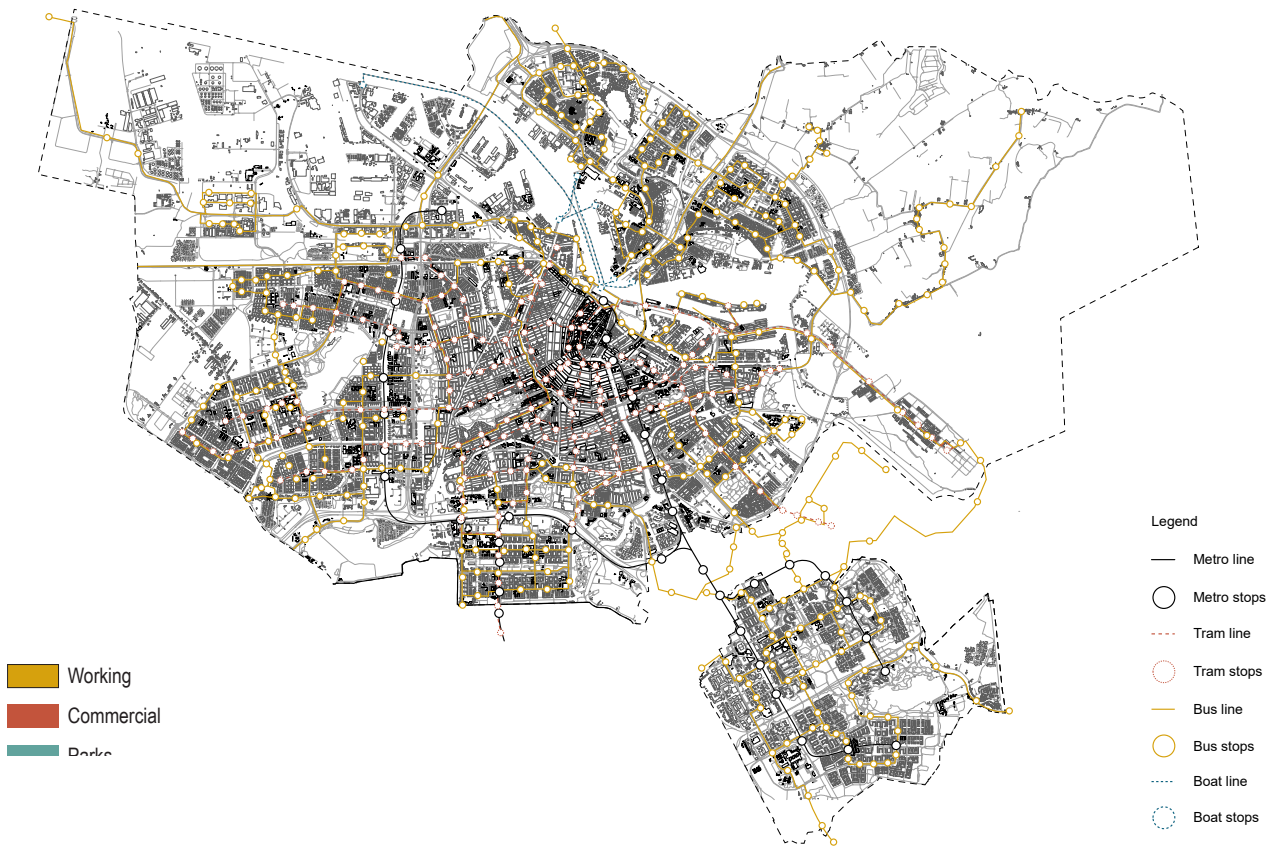 Legend
Metro line
Metro stops
Tram line
Tram stops
Bus line
Bus stops
Boat line
Boat stops
Working
Commercial
Parks